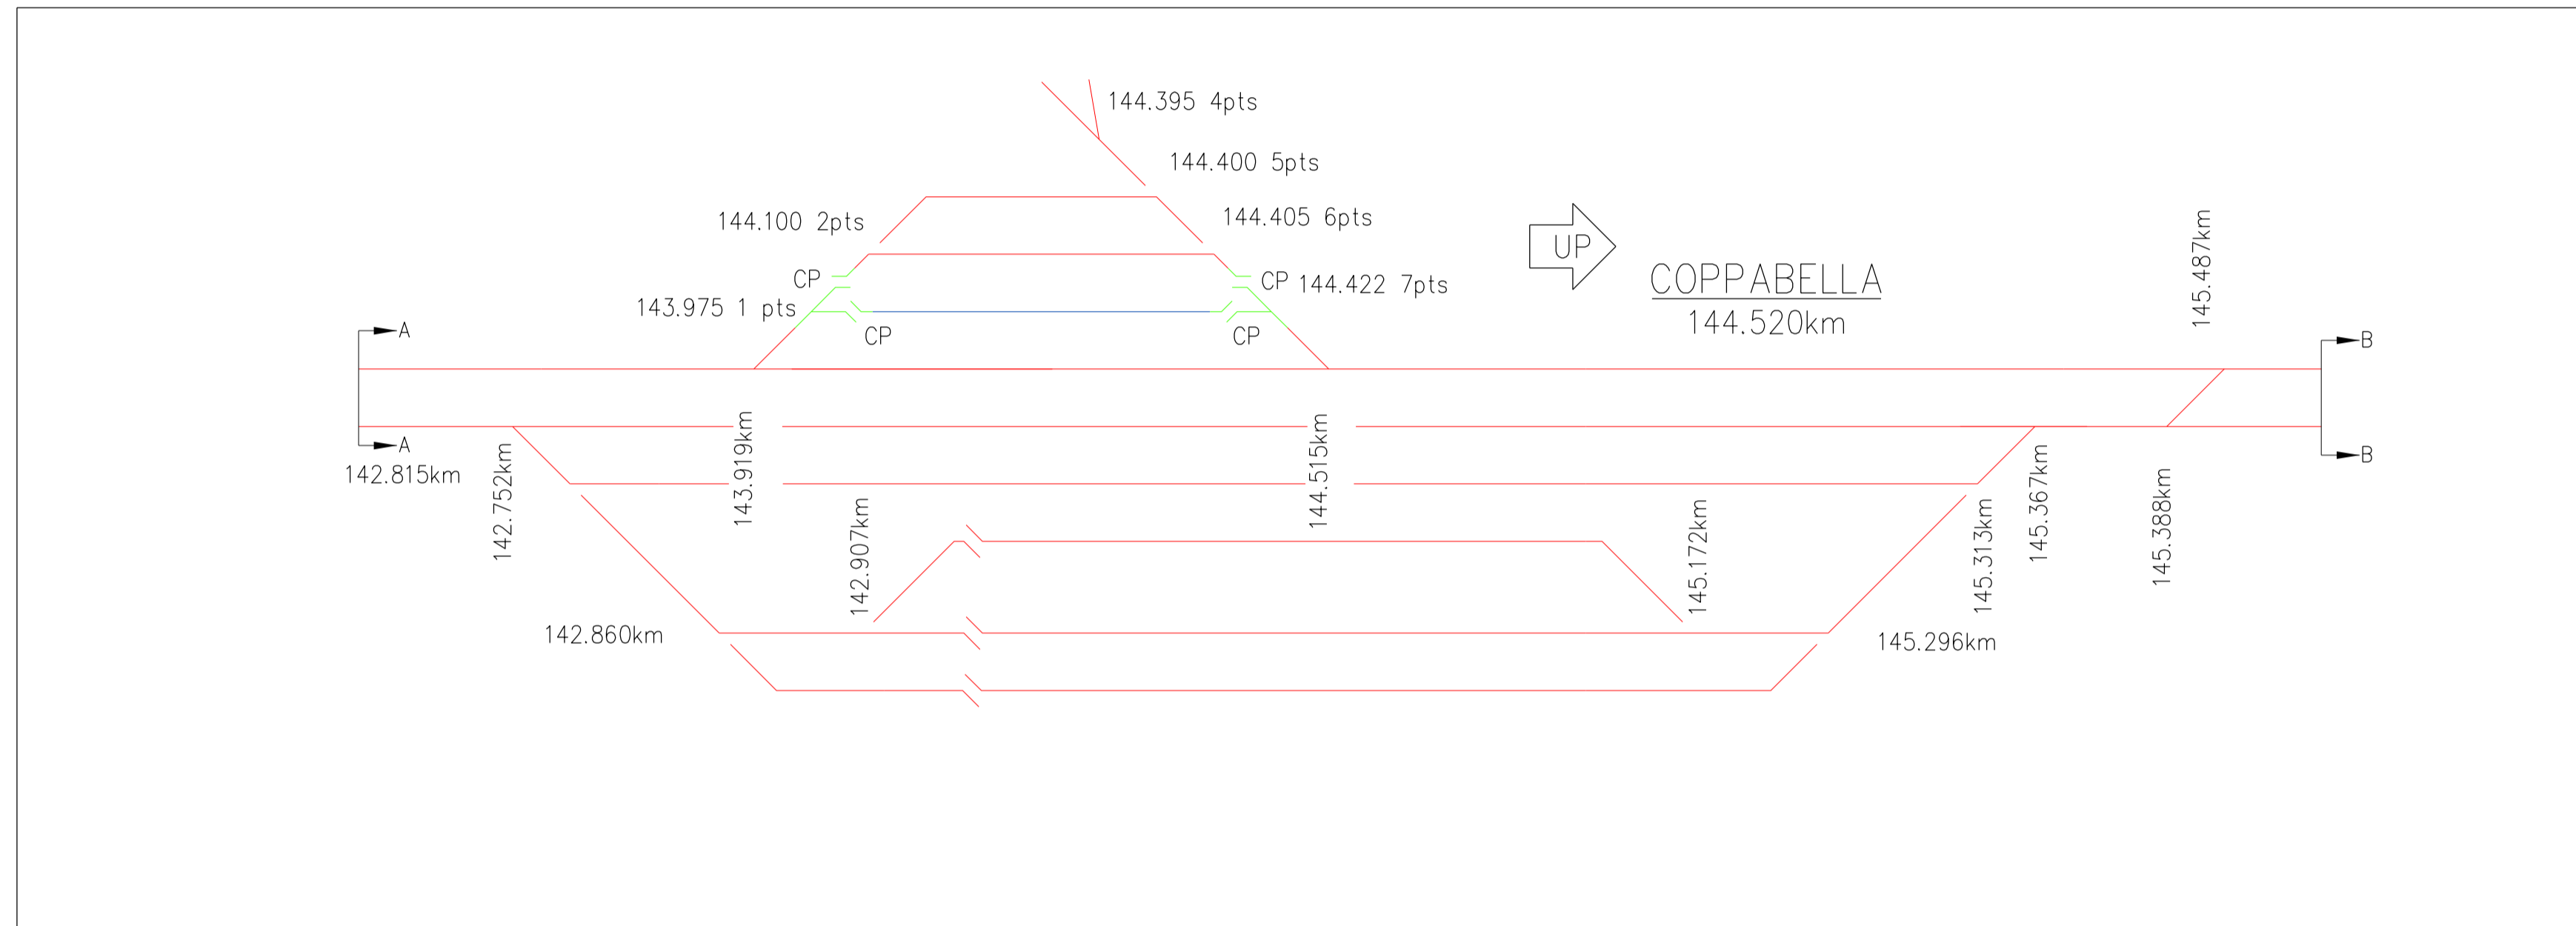 144.395 4pts
144.400 5pts
144.100 2pts
144.405 6pts
UP
COPPABELLA
144.520km
145.487km
CP
CP
144.422 7pts
143.975 1 pts
CP
CP
A
B
A
B
142.815km
142.752km
143.919km
144.515km
142.907km
145.172km
145.313km
145.367km
145.388km
142.860km
145.296km